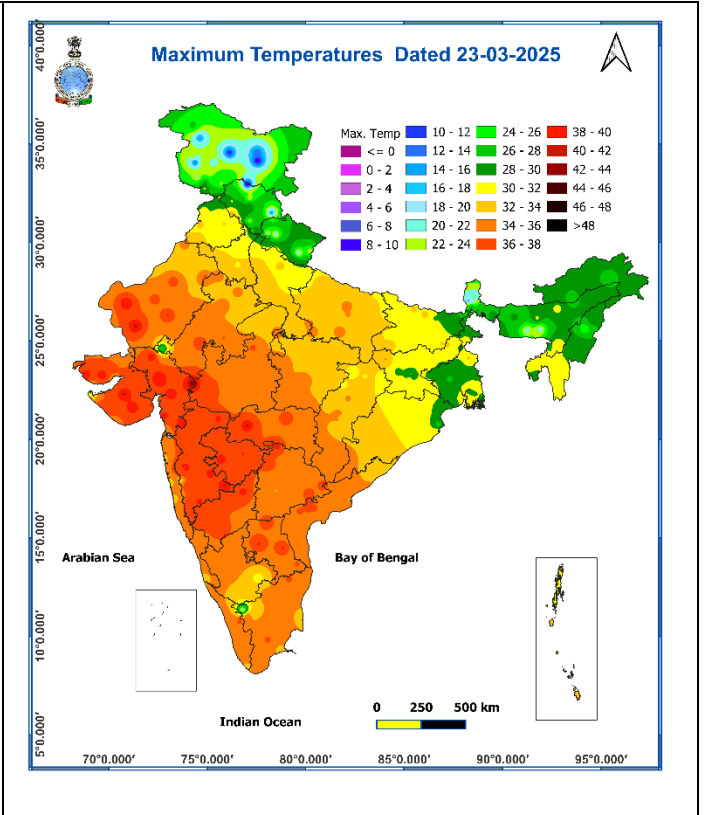 Maximum Temperatures Dated 23-03-2025
Max. Temp
<= 0
0 - 2
2 - 4
4 - 6
6 - 8
8 - 10
10 - 12
12 - 14
14 - 16
16 - 18
18 - 20
20 - 22
22 - 24
24 - 26
26 - 28
28 - 30
30 - 32
32 - 34
34 - 36
36 - 38
38 - 40
40 - 42
42 - 44
44 - 46
46 - 48
>48
40°0.000'
35°0.000'
30°0.000'
25°0.000'
20°0.000'
15°0.000'
10°0.000'
5°0.000'
Arabian Sea
Bay of Bengal
Indian Ocean
0 250 500 km
70°0.000' 75°0.000' 80°0.000' 85°0.000' 90°0.000' 95°0.000'